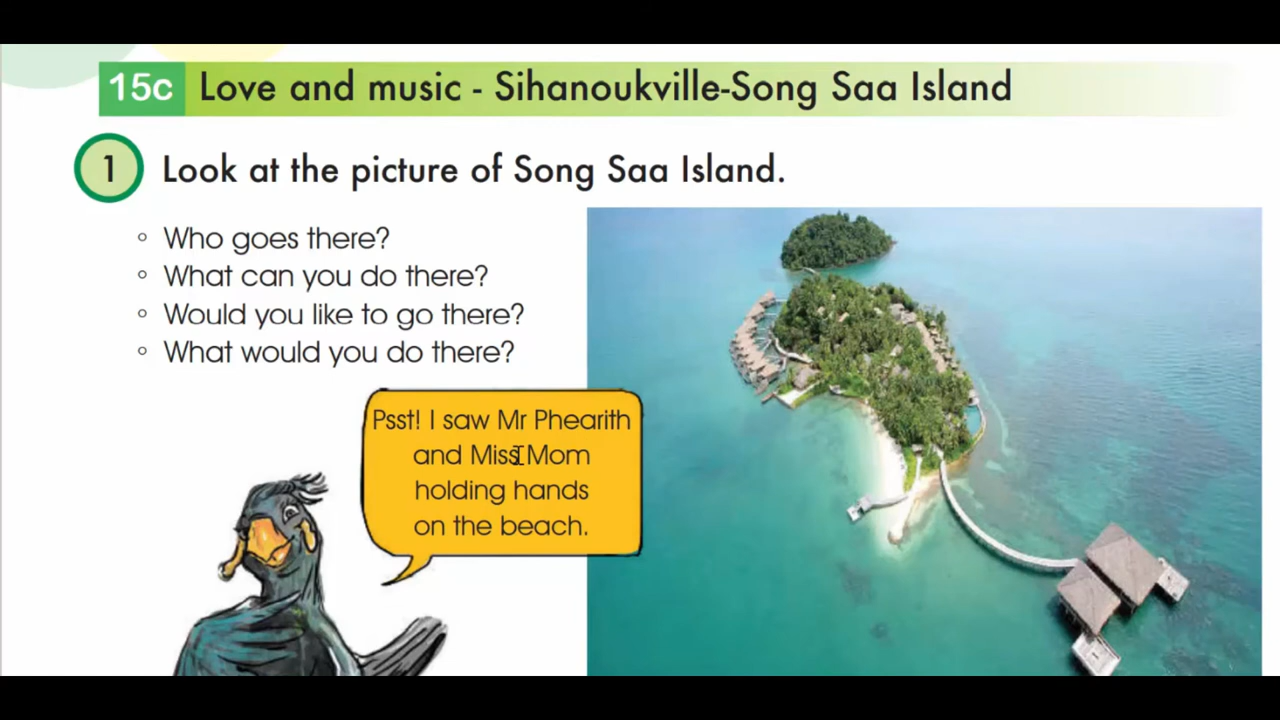 15c Love and music - Sihanoukville-Song Saa Island
1 Look at the picture of Song Saa Island.
Who goes there?
What can you do there?
Would you like to go there?
What would you do there?
Psst! I saw Mr Phearith
and Miss Mom
holding hands
on the beach.